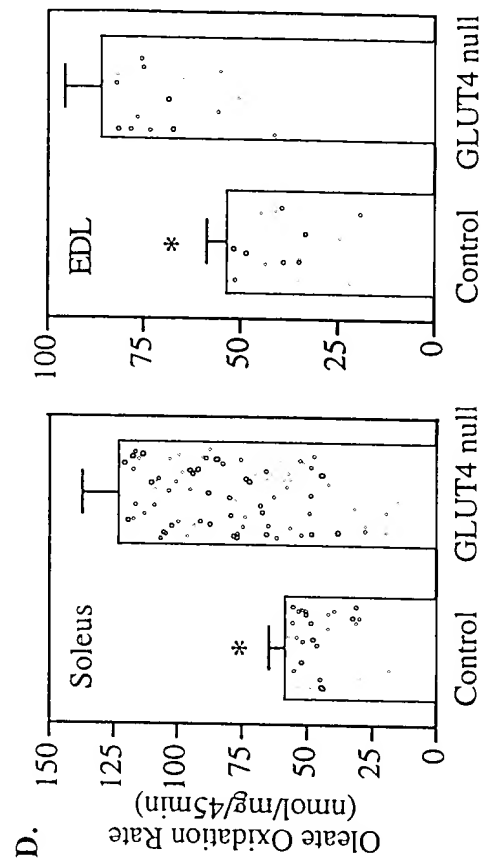 D.
Oleate Oxidation Rate
(nmol/mg/45min)
150
125
100
75
50
25
0
Soleus
*
Control
GLUT4 null
100
75
50
25
0
EDL
*
Control
GLUT4 null